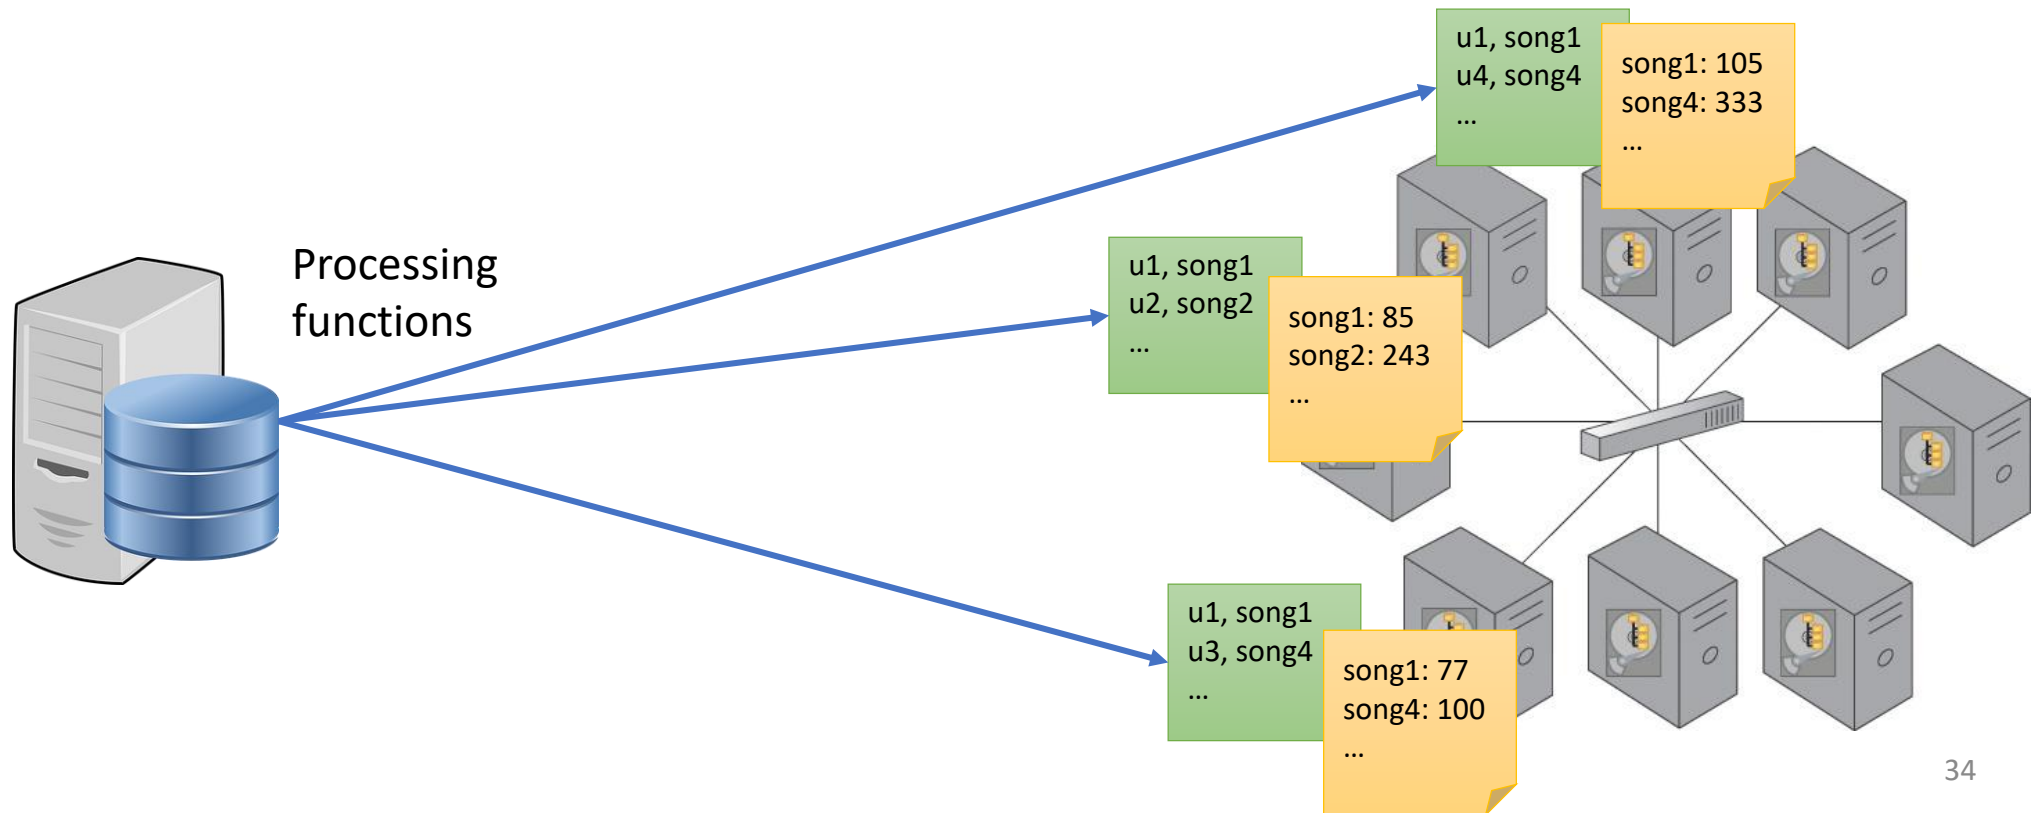 u1, song1
u4, song4
…
song1: 105
song4: 333
…
Processing
functions
u1, song1
u2, song2
…
song1: 85
song2: 243
…
u1, song1
u3, song4
…
song1: 77
song4: 100
…
34